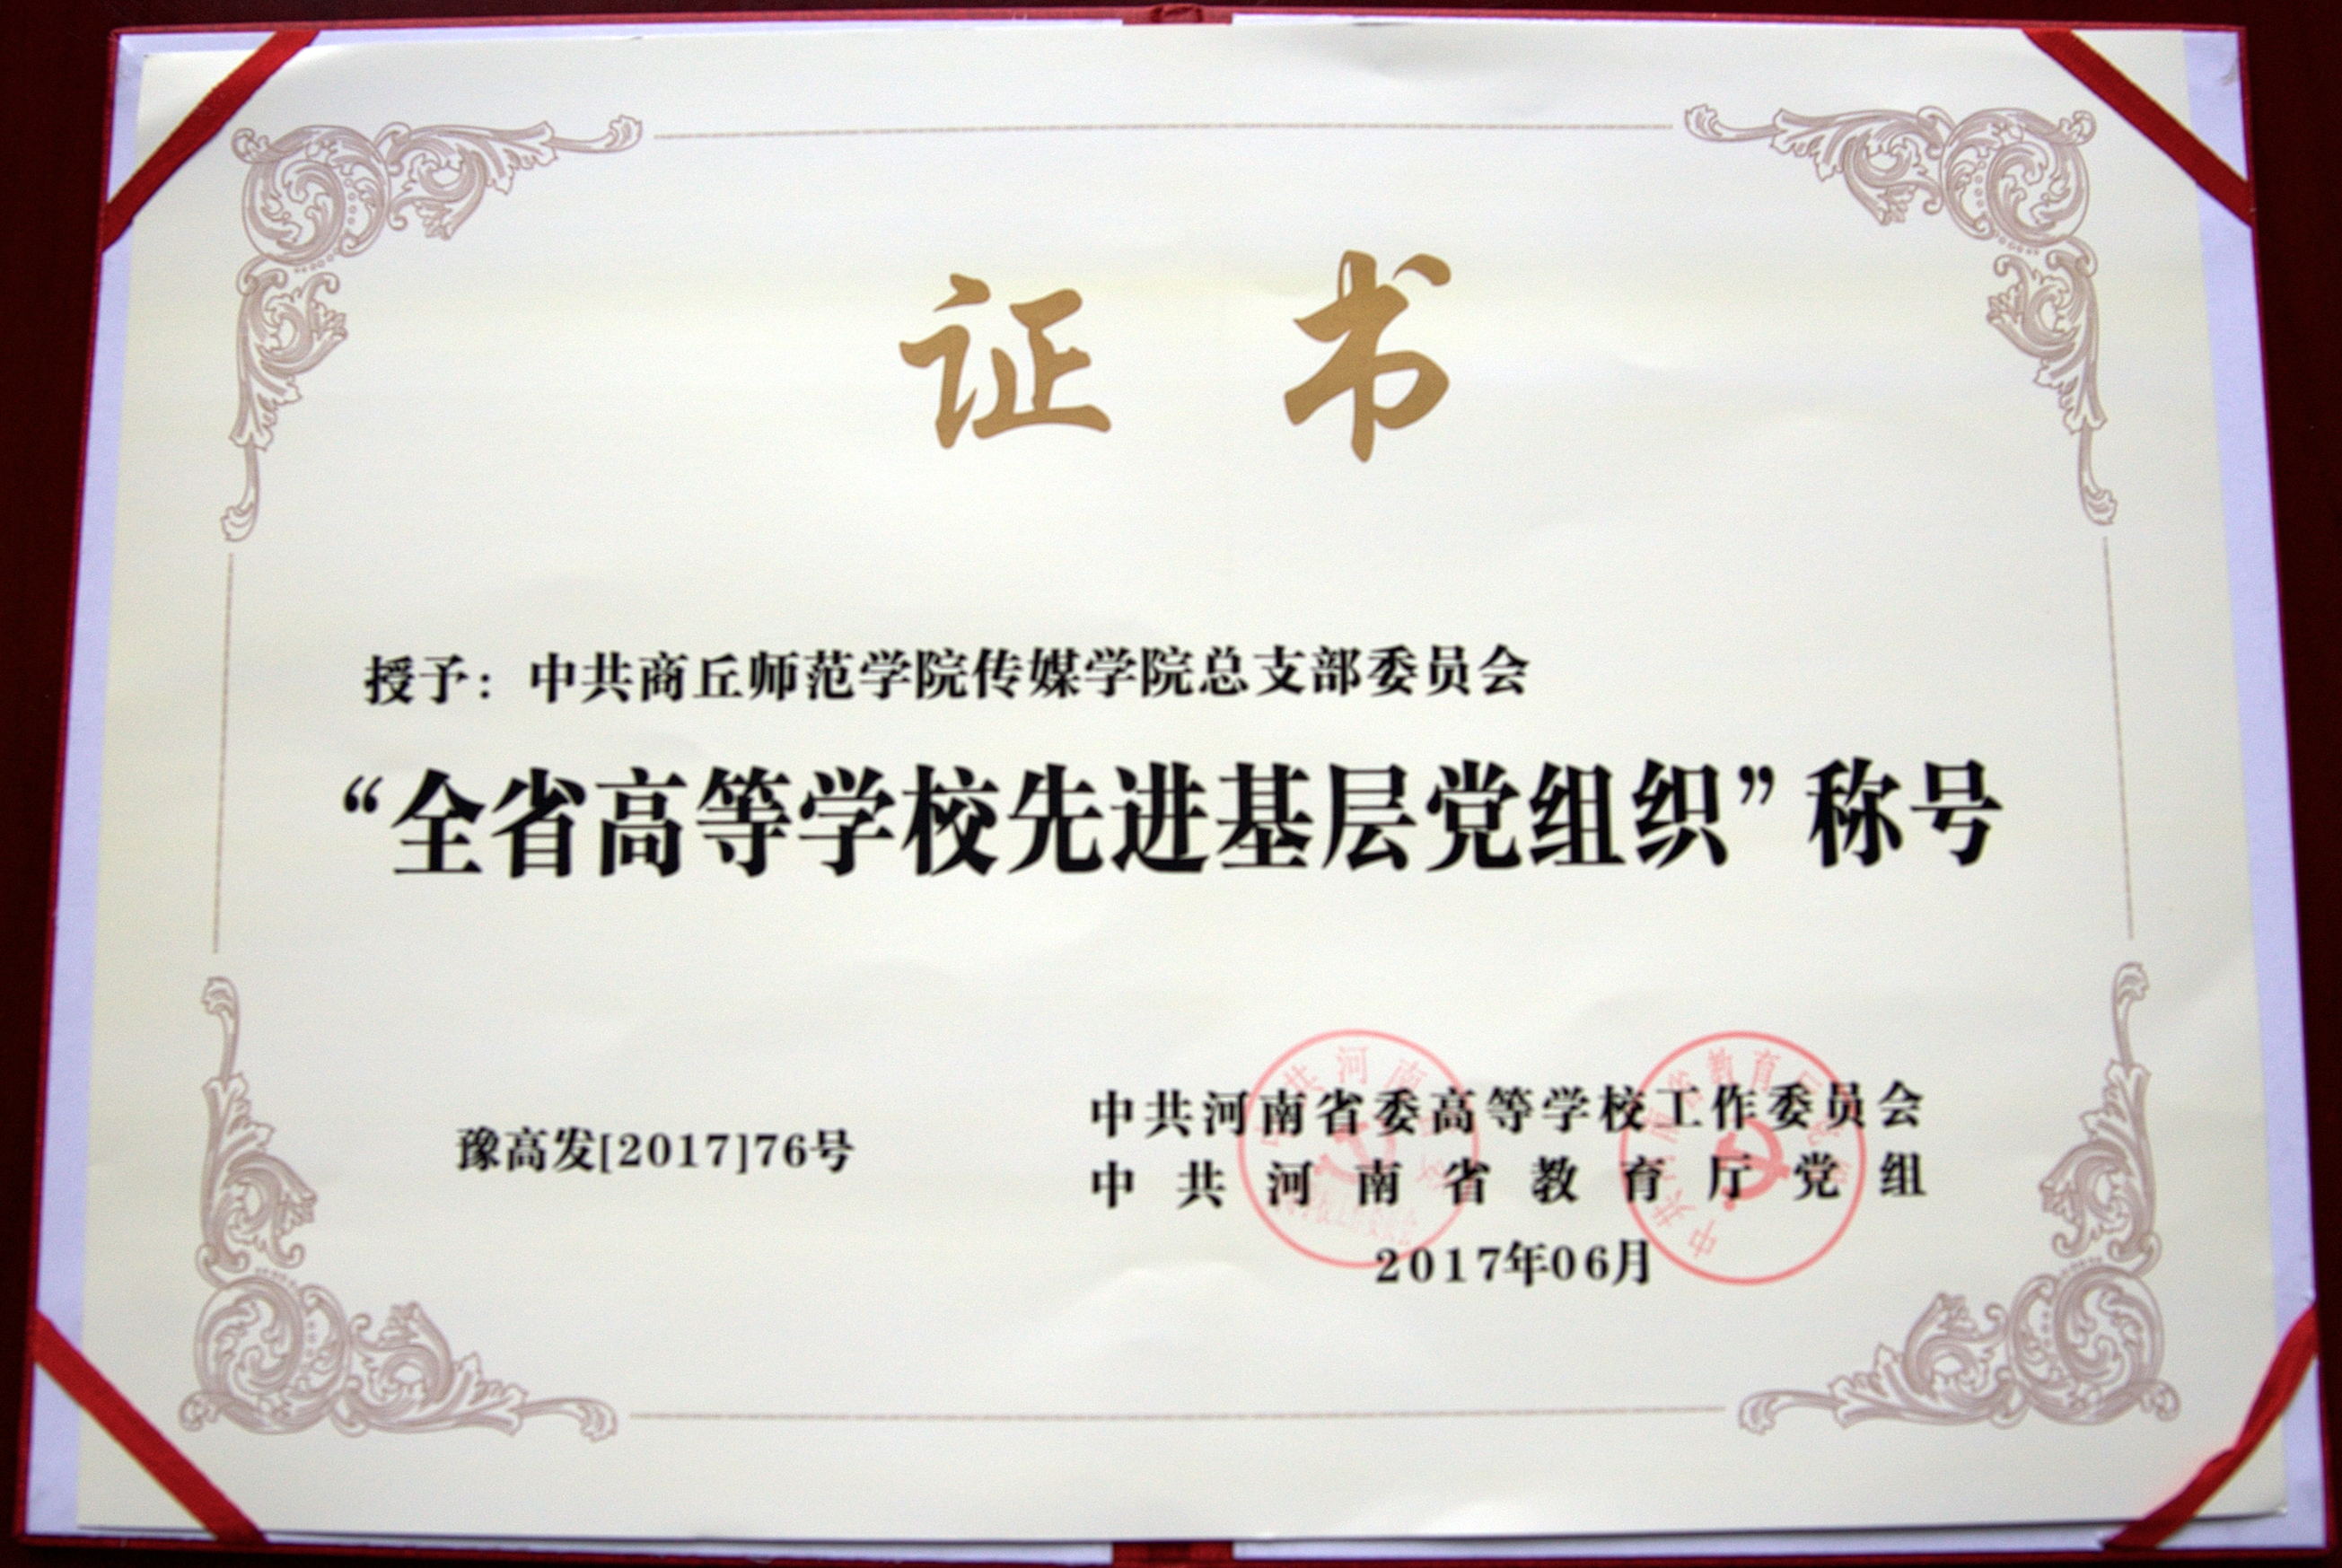 证书
授予：中共商丘师范学院传媒学院总支部委员会
“全省高等学校先进基层党组织”称号
豫高发[2017]76号
中共河南省委高等学校工作委员会
中共河南省教育厅党组
2017年06月